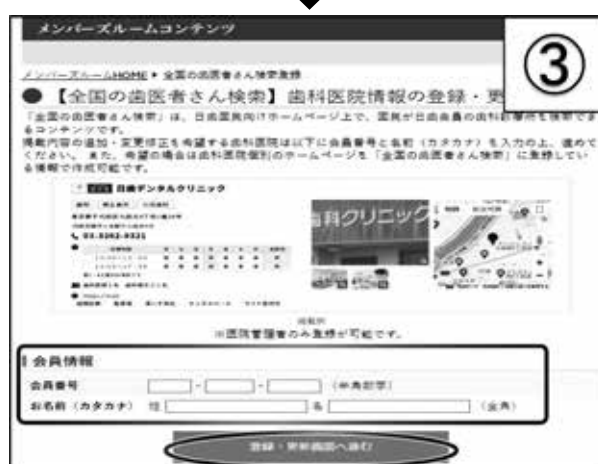 メンバーズルームコンテンツ
③
メンバーズルームHOME ▶ 全国の歯医者さん検索登録
● 【全国の歯医者さん検索】歯科医院情報の登録・更
「全国の歯医者さん検索」は、日歯国民向けホームページ上で、国民が日歯会員の歯科診療所を検索でき
るコンテンツです。
掲載内容の追加・変更修正を希望する歯科医院は以下に会員番号と名前（カタカナ）を入力の上、進めて
ください。また、希望の場合は歯科医院個別のホームページを「全国の歯医者さん検索」に登録してい
る情報で作成可能です。
日歯デンタルクリニック
03-3262-9321
歯科クリニック
掲載例
※医院管理者のみ登録が可能です。
会員情報
会員番号 - - （半角数字）
お名前（カタカナ） 姓 名 （全角）
登録・更新画面へ進む